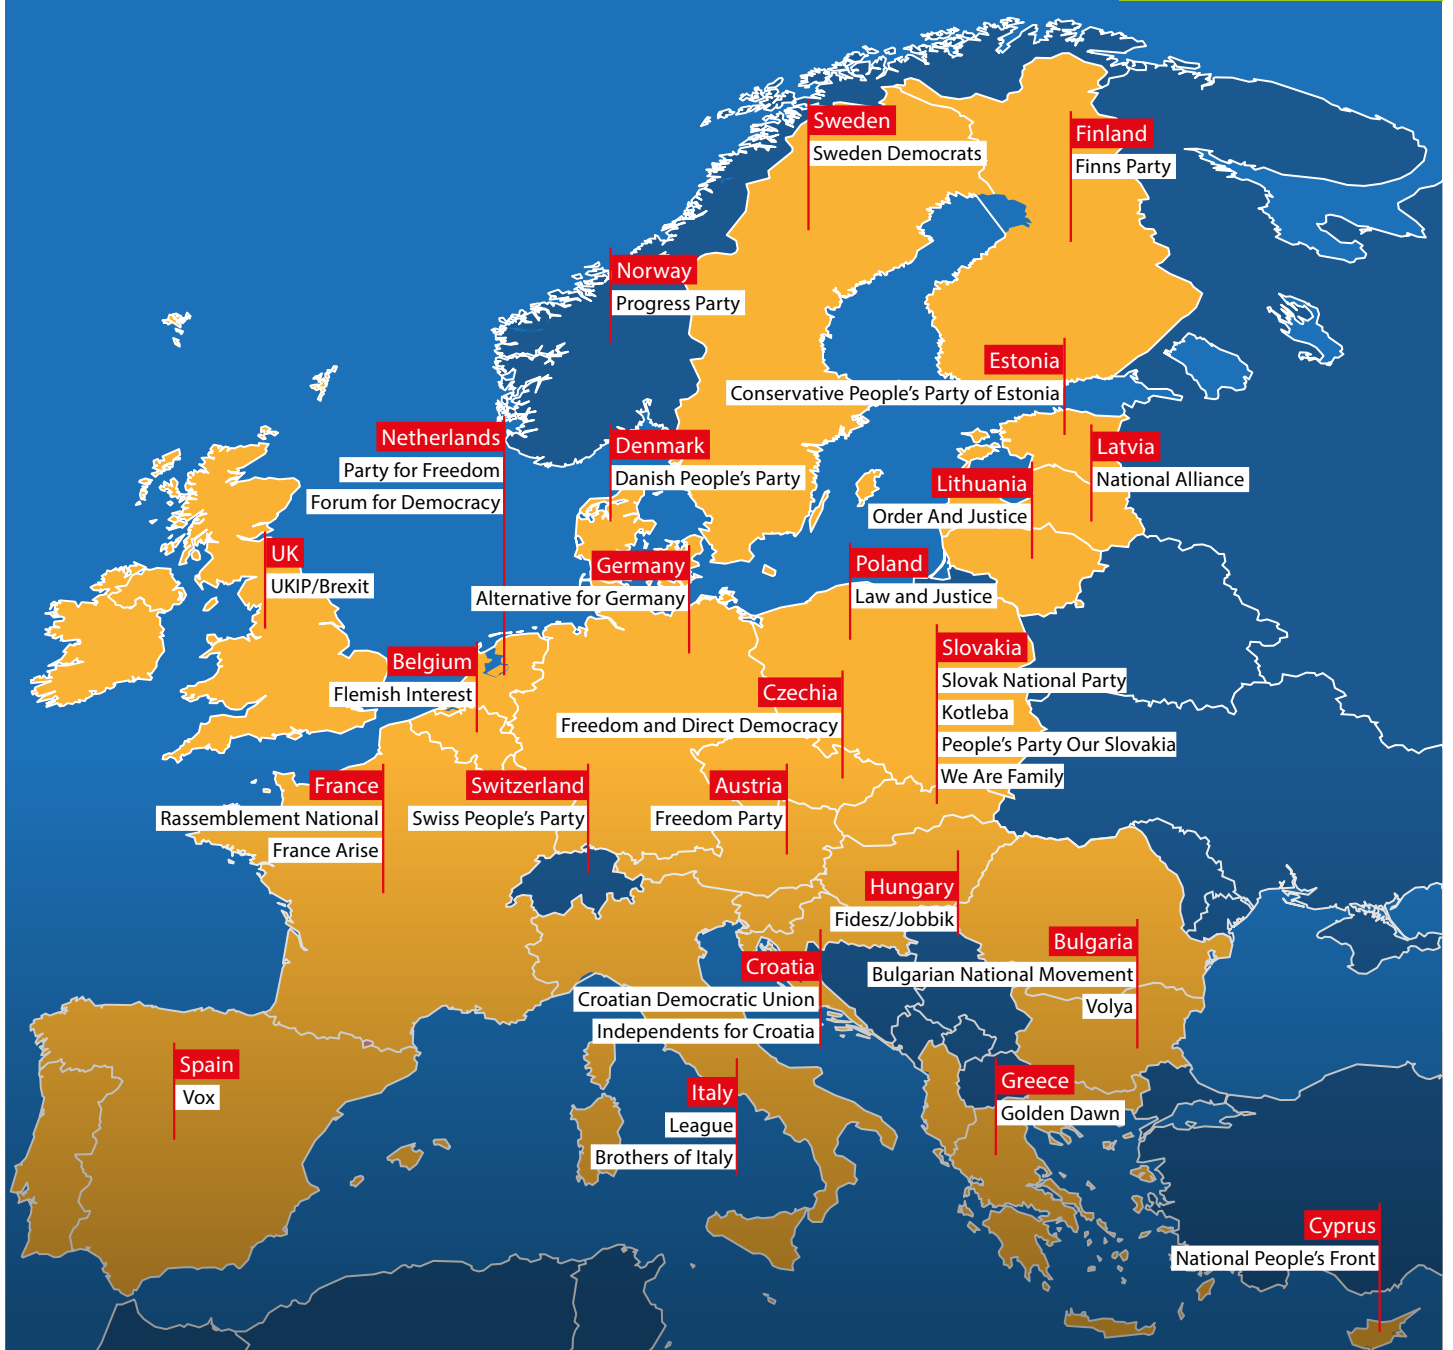 Sweden
Sweden Democrats
Finland
Finns Party
Norway
Progress Party
Estonia
Conservative People's Party of Estonia
Netherlands
Party for Freedom
Forum for Democracy
Denmark
Danish People's Party
Latvia
National Alliance
Lithuania
Order And Justice
UK
UKIP/Brexit
Germany
Alternative for Germany
Poland
Law and Justice
Belgium
Flemish Interest
Czechia
Freedom and Direct Democracy
Slovakia
Slovak National Party
Kotleba
People's Party Our Slovakia
We Are Family
France
Rassemblement National
France Arise
Switzerland
Swiss People's Party
Austria
Freedom Party
Hungary
Fidesz/Jobbik
Bulgaria
Bulgarian National Movement
Volya
Croatia
Croatian Democratic Union
Independents for Croatia
Spain
Vox
Italy
League
Brothers of Italy
Greece
Golden Dawn
Cyprus
National People's Front